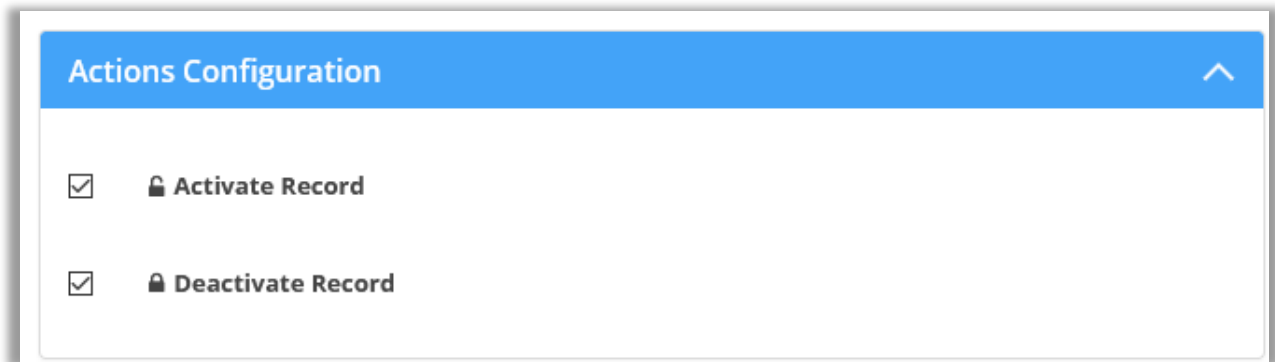 Actions Configuration
Activate Record
Deactivate Record